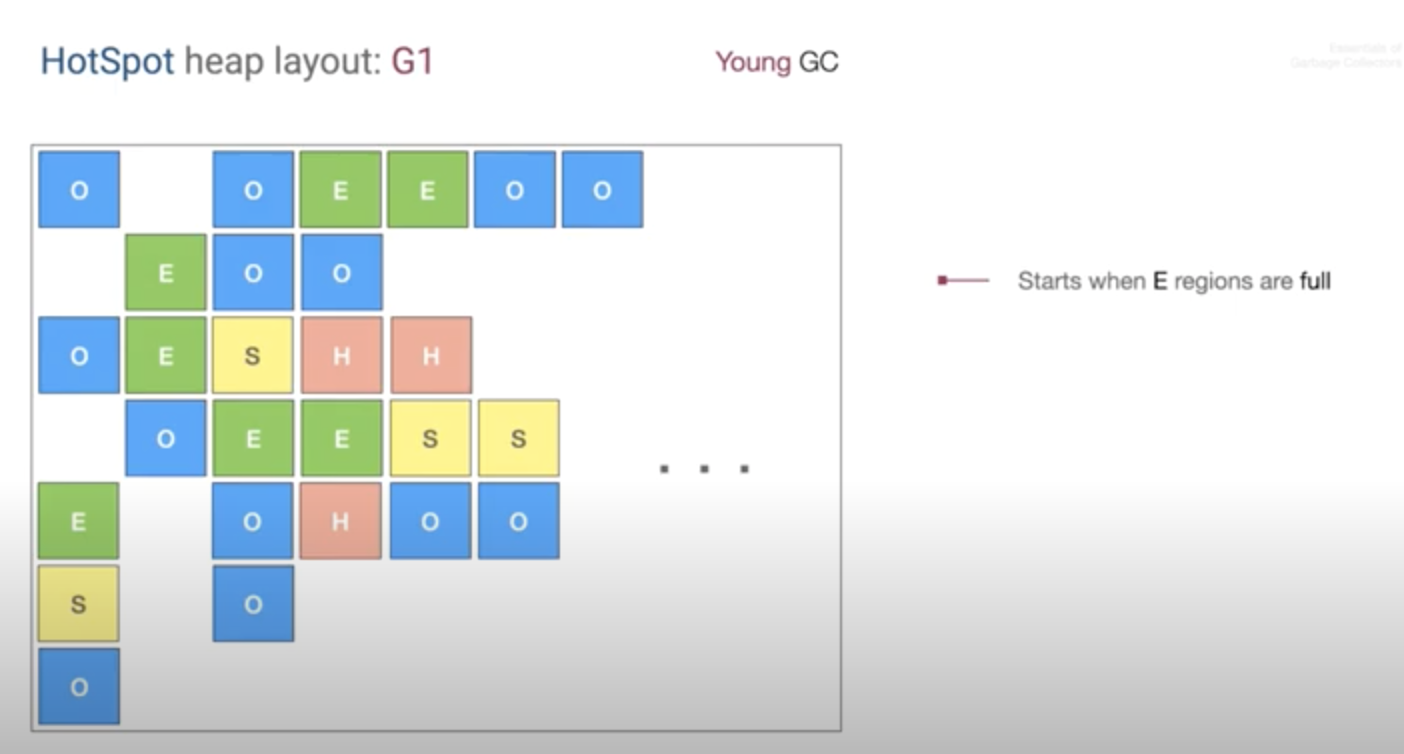 HotSpot heap layout: G1
Young GC
Essentials of
Garbage Collectors
O O E E O O
E O O
Starts when E regions are full
O E S H H
O E E S S
. . .
E O H O O
S O
O